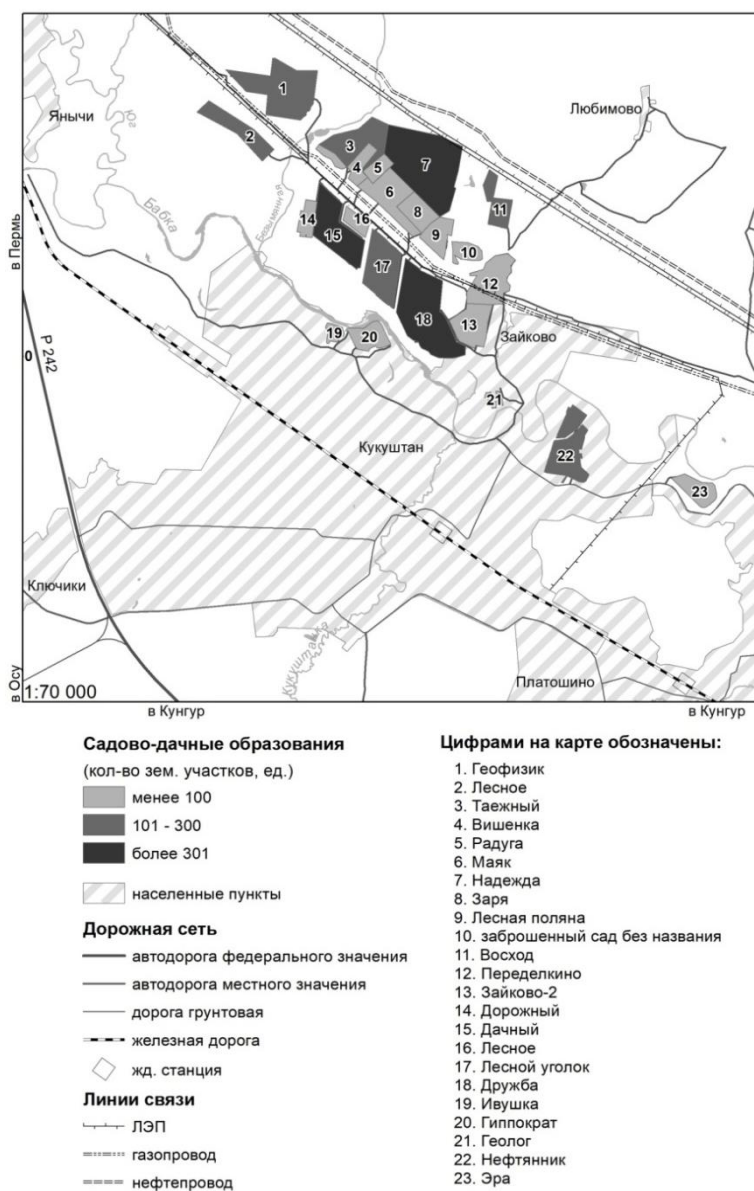 1
Янычи
Юг
2
Любимово
3
7
4
5
6
8
11
Бабка
Безымянная
14
15
16
9
10
в Пермь
17
12
18
13
19
20
Зайково
0
Р 242
21
Кукуштан
22
23
Ключики
Кукуштанка
Платошино
в Осу
1:70 000
в Кунгур
в Кунгур
Садово-дачные образования
(кол-во зем. участков, ед.)
менее 100
101 - 300
более 301
населенные пункты
Дорожная сеть
автодорога федерального значения
автодорога местного значения
дорога грунтовая
железная дорога
жд. станция
Линии связи
ЛЭП
газопровод
нефтепровод
Цифрами на карте обозначены:
1. Геофизик
2. Лесное
3. Таежный
4. Вишенка
5. Радуга
6. Маяк
7. Надежда
8. Заря
9. Лесная поляна
10. заброшенный сад без названия
11. Восход
12. Переделкино
13. Зайково-2
14. Дорожный
15. Дачный
16. Лесное
17. Лесной уголок
18. Дружба
19. Ивушка
20. Гиппократ
21. Геолог
22. Нефтянник
23. Эра